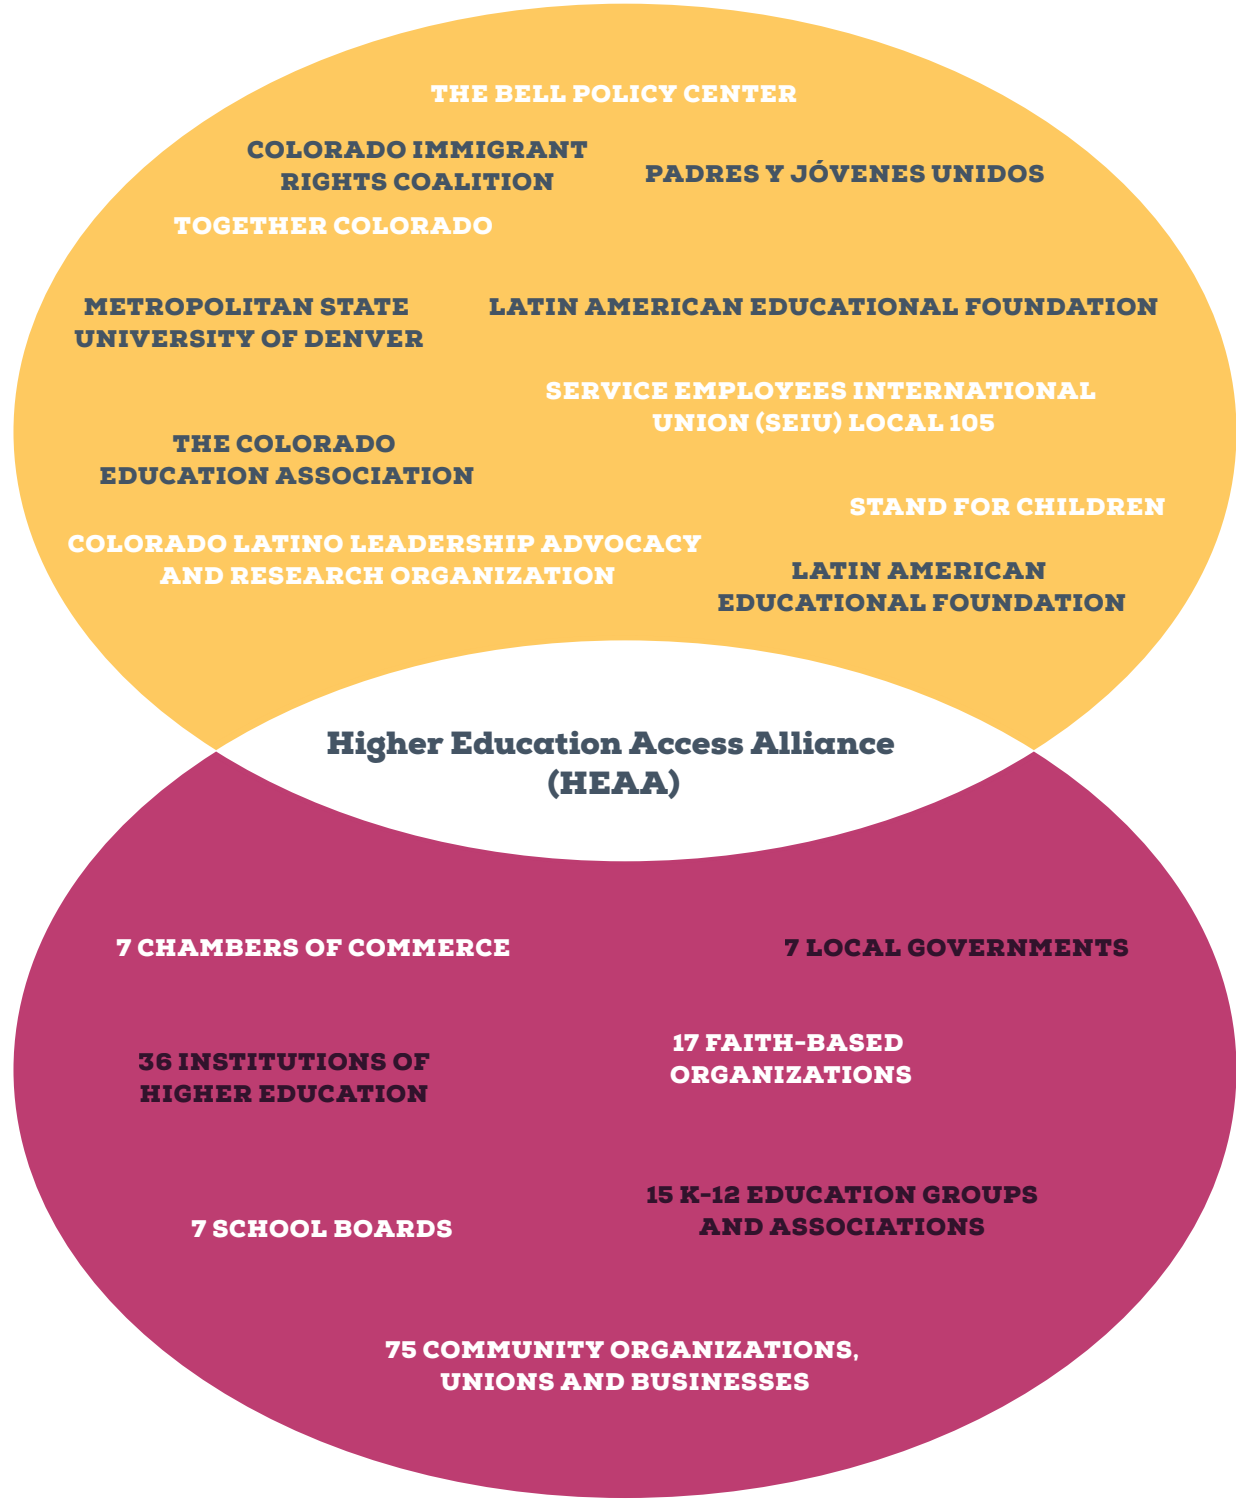 THE BELL POLICY CENTER
COLORADO IMMIGRANT
RIGHTS COALITION
PADRES Y JÓVENES UNIDOS
TOGETHER COLORADO
METROPOLITAN STATE
UNIVERSITY OF DENVER
LATIN AMERICAN EDUCATIONAL FOUNDATION
SERVICE EMPLOYEES INTERNATIONAL
UNION (SEIU) LOCAL 105
THE COLORADO
EDUCATION ASSOCIATION
STAND FOR CHILDREN
COLORADO LATINO LEADERSHIP ADVOCACY
AND RESEARCH ORGANIZATION
LATIN AMERICAN
EDUCATIONAL FOUNDATION
Higher Education Access Alliance
(HEAA)
7 CHAMBERS OF COMMERCE
7 LOCAL GOVERNMENTS
36 INSTITUTIONS OF
HIGHER EDUCATION
17 FAITH-BASED
ORGANIZATIONS
15 K-12 EDUCATION GROUPS
AND ASSOCIATIONS
7 SCHOOL BOARDS
75 COMMUNITY ORGANIZATIONS,
UNIONS AND BUSINESSES